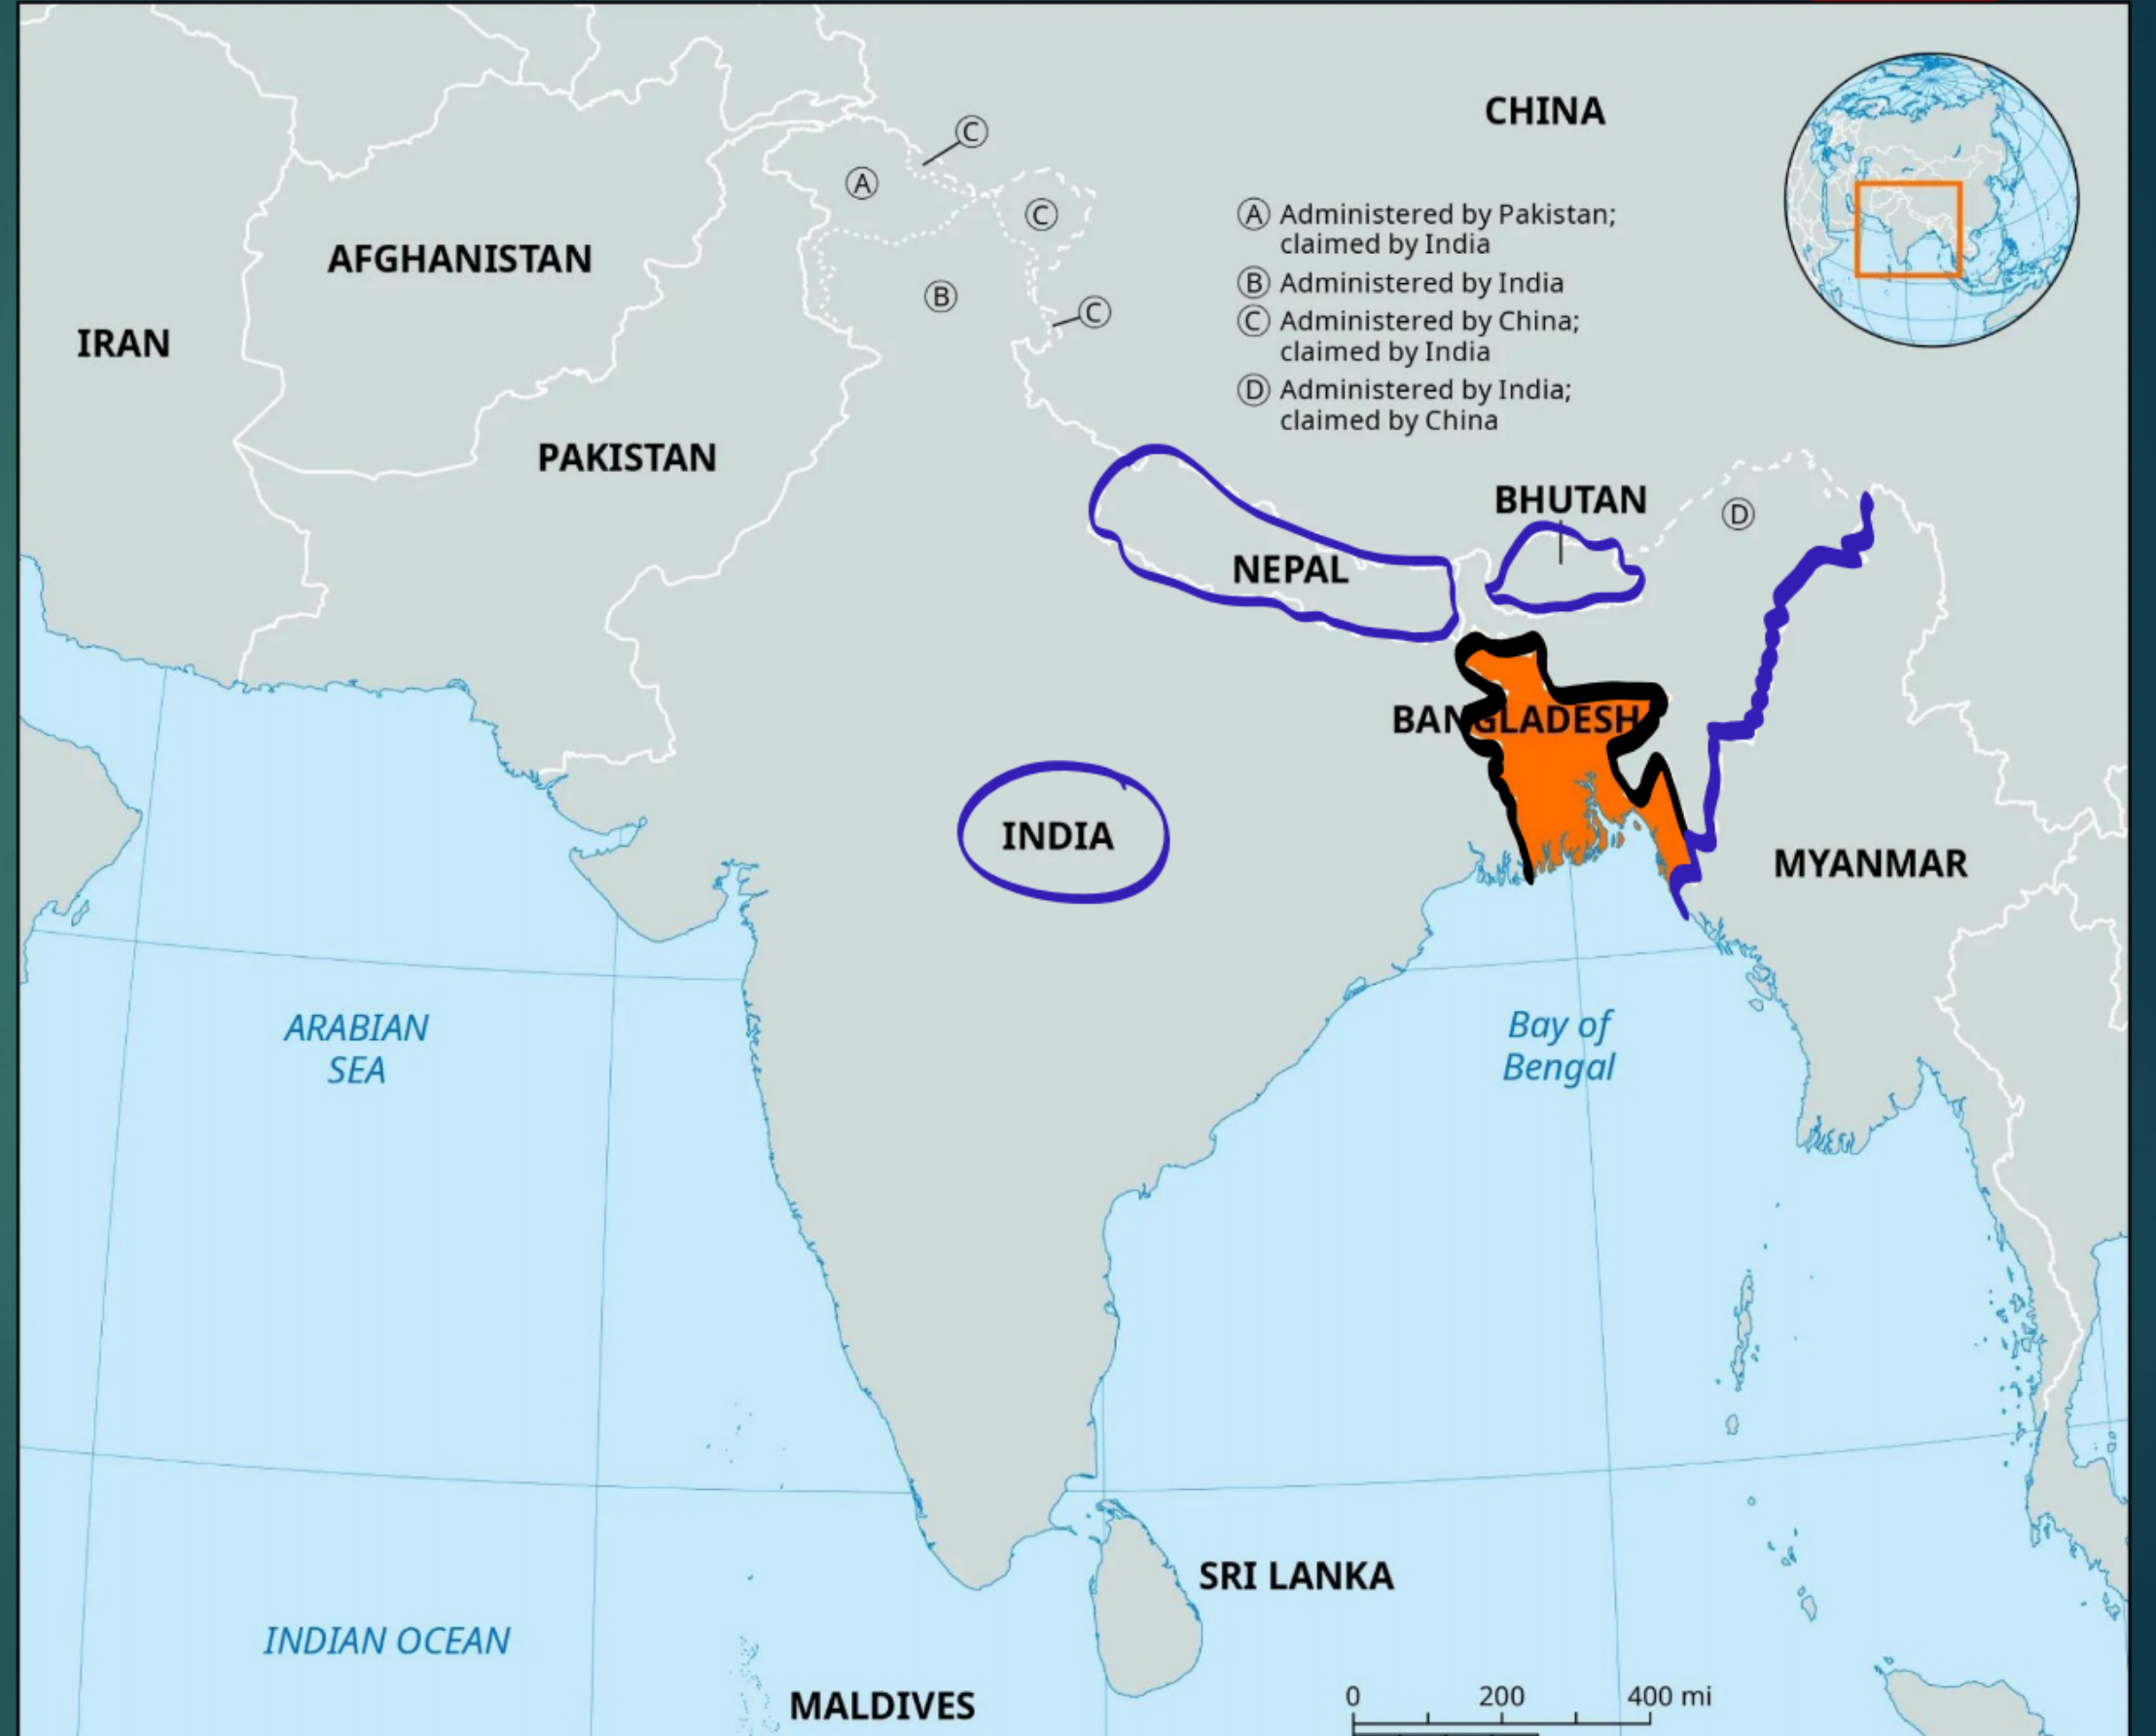 CHINA
Ⓒ
Ⓐ
Ⓒ
Ⓐ Administered by Pakistan;
claimed by India
AFGHANISTAN
Ⓑ
Ⓑ Administered by India
Ⓒ
Ⓒ Administered by China;
claimed by India
IRAN
Ⓓ Administered by India;
claimed by China
PAKISTAN
BHUTAN
Ⓓ
NEPAL
BANGLADESH
INDIA
MYANMAR
ARABIAN
SEA
Bay of
Bengal
SRI LANKA
INDIAN OCEAN
MALDIVES
0 200 400 mi